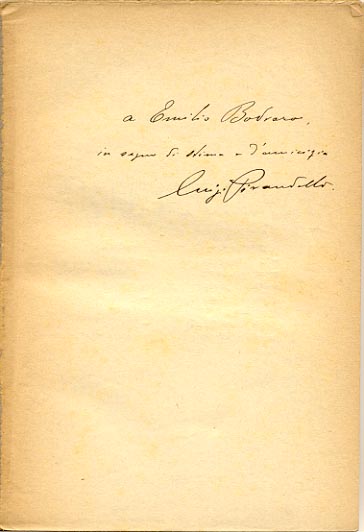 a Emilio Bodrero,
in segno di stima e d'amicizia
Luigi Pirandello.